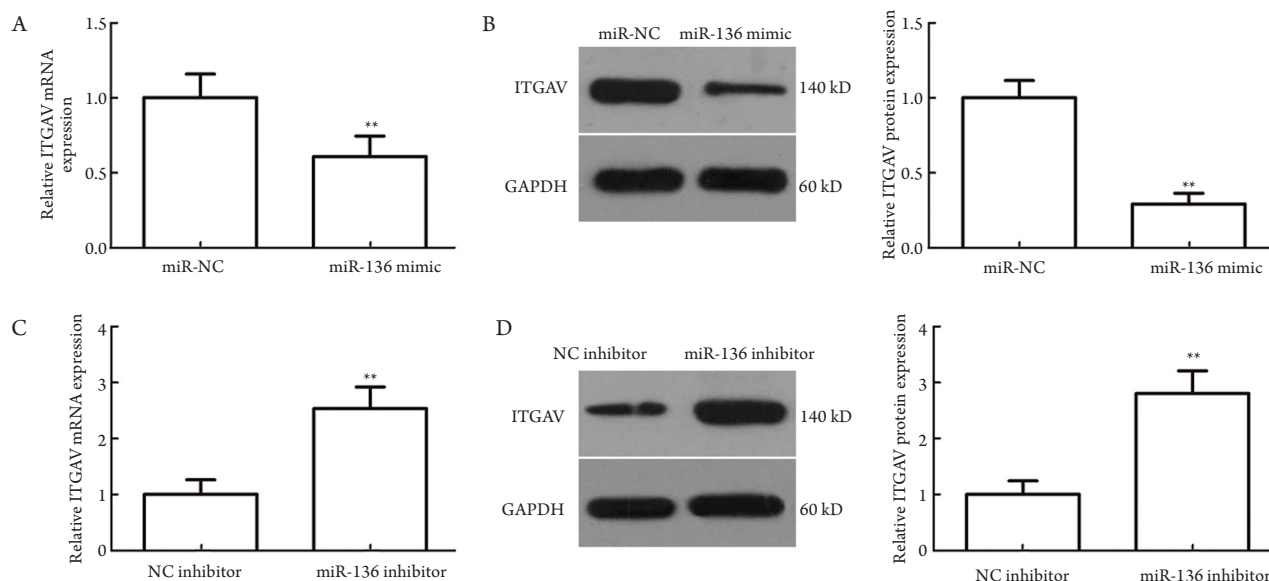 A
Relative ITGAV mRNA
expression
1.5
1.0
0.5
0.0
**
miR-NC
miR-136 mimic
B
miR-NC miR-136 mimic
ITGAV
140 kD
GAPDH
60 kD
Relative ITGAV protein expression
1.5
1.0
0.5
0.0
**
miR-NC
miR-136 mimic
C
Relative ITGAV mRNA expression
4
3
2
1
0
**
NC inhibitor
miR-136 inhibitor
D
NC inhibitor miR-136 inhibitor
ITGAV
140 kD
GAPDH
60 kD
Relative ITGAV protein expression
4
3
2
1
0
**
NC inhibitor
miR-136 inhibitor